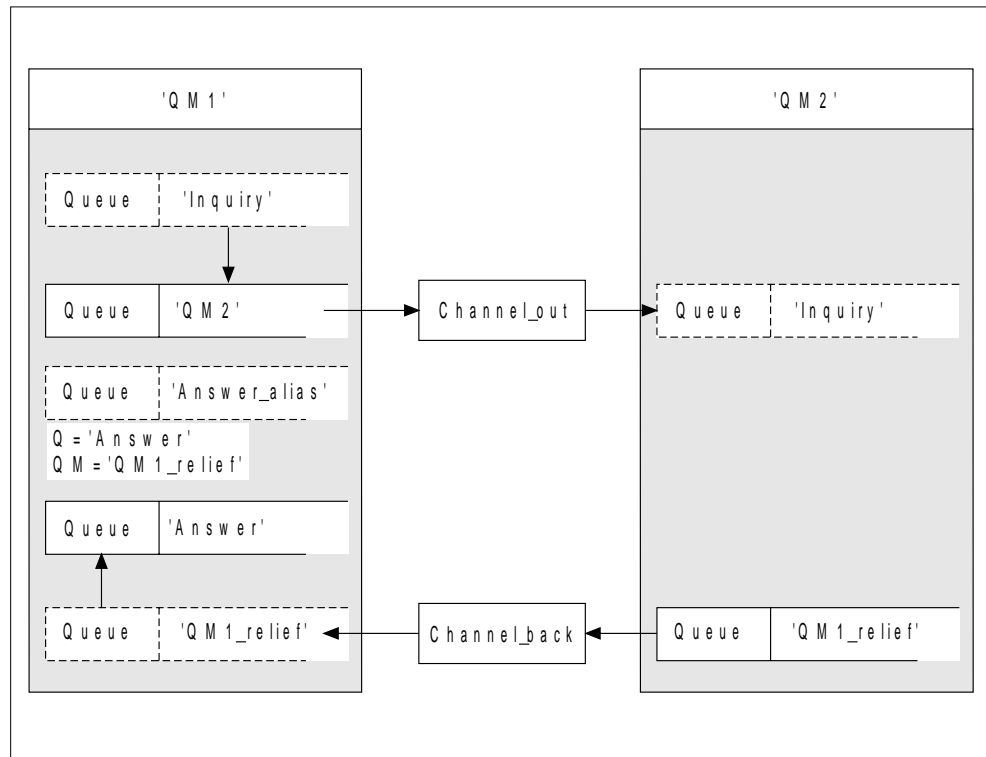 'QM1'
Queue 'Inquiry'
Queue 'QM2'
Queue 'Answer_alias'
Q='Answer'
QM='QM1_relief'
Queue 'Answer'
Queue 'QM1_relief'
Channel_out
Channel_back
'QM2'
Queue 'Inquiry'
Queue 'QM1_relief'